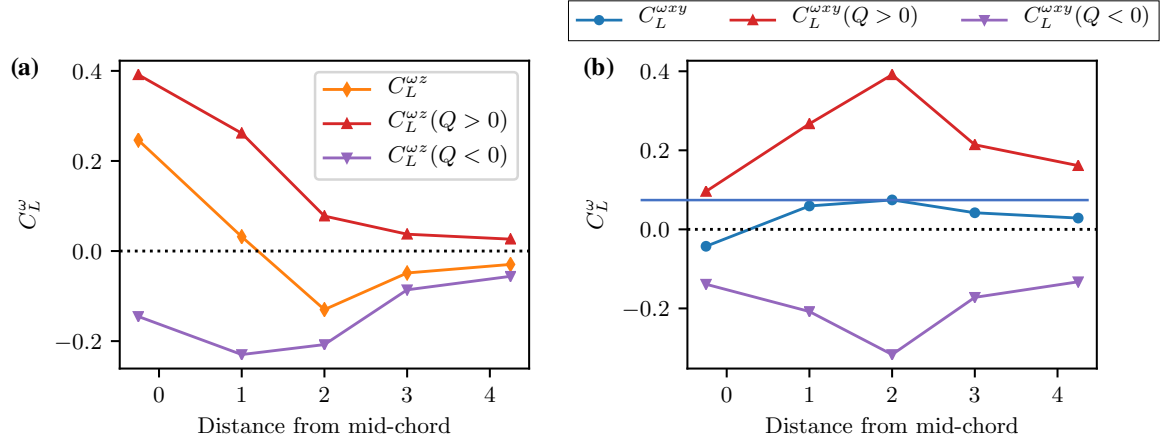 C_L^{ωxy} C_L^{ωxy}(Q > 0) C_L^{ωxy}(Q < 0)
(a)
0.4
0.2
0.0
−0.2
C_L^ω
C_L^{ωz}
C_L^{ωz}(Q > 0)
C_L^{ωz}(Q < 0)
0 1 2 3 4
Distance from mid-chord
(b)
0.4
0.2
0.0
−0.2
C_L^ω
0 1 2 3 4
Distance from mid-chord